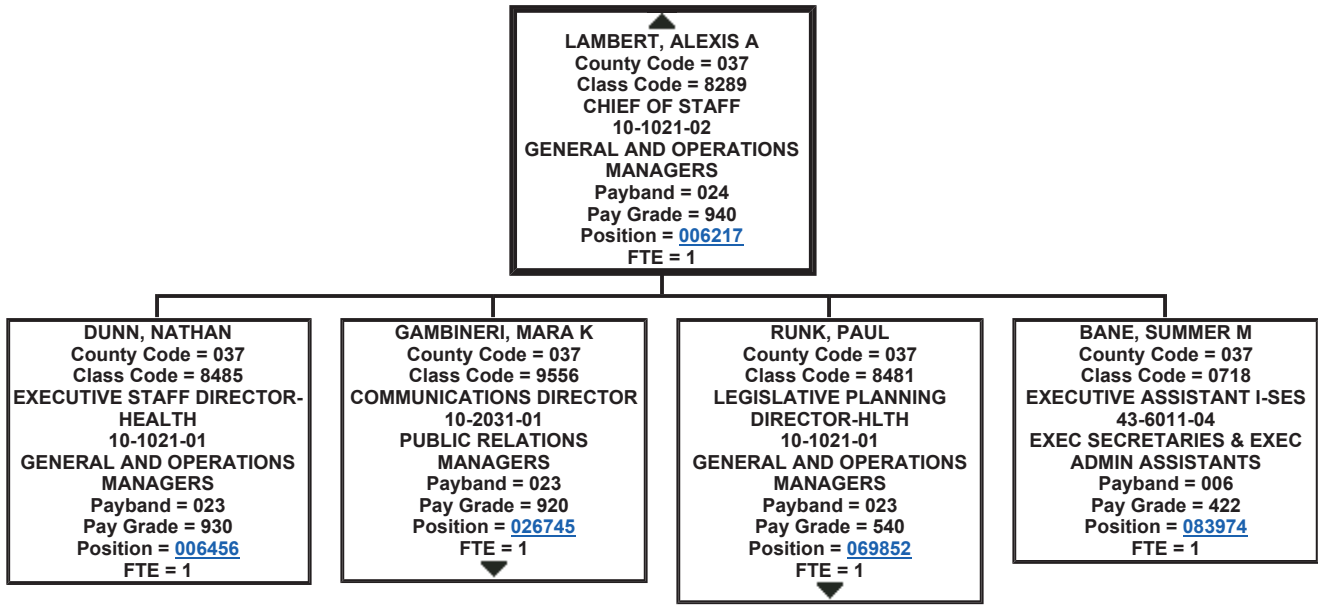 LAMBERT, ALEXIS A
County Code = 037
Class Code = 8289
CHIEF OF STAFF
10-1021-02
GENERAL AND OPERATIONS
MANAGERS
Payband = 024
Pay Grade = 940
Position = 006217
FTE = 1
DUNN, NATHAN
County Code = 037
Class Code = 8485
EXECUTIVE STAFF DIRECTOR-
HEALTH
10-1021-01
GENERAL AND OPERATIONS
MANAGERS
Payband = 023
Pay Grade = 930
Position = 006456
FTE = 1
GAMBINERI, MARA K
County Code = 037
Class Code = 9556
COMMUNICATIONS DIRECTOR
10-2031-01
PUBLIC RELATIONS
MANAGERS
Payband = 023
Pay Grade = 920
Position = 026745
FTE = 1
RUNK, PAUL
County Code = 037
Class Code = 8481
LEGISLATIVE PLANNING
DIRECTOR-HLTH
10-1021-01
GENERAL AND OPERATIONS
MANAGERS
Payband = 023
Pay Grade = 540
Position = 069852
FTE = 1
BANE, SUMMER M
County Code = 037
Class Code = 0718
EXECUTIVE ASSISTANT I-SES
43-6011-04
EXEC SECRETARIES & EXEC
ADMIN ASSISTANTS
Payband = 006
Pay Grade = 422
Position = 083974
FTE = 1